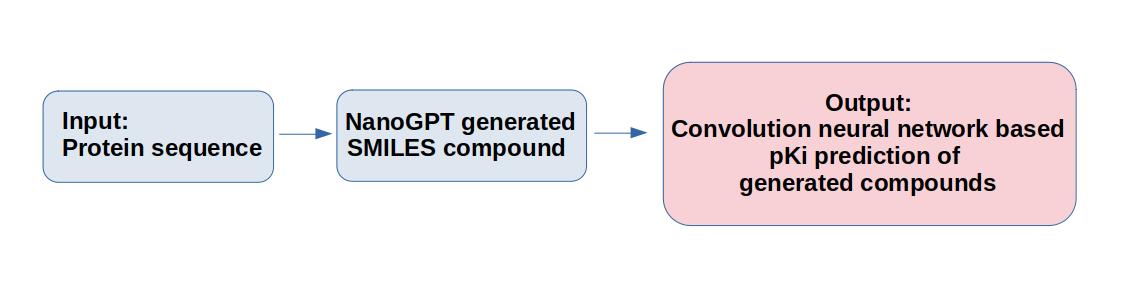 Input:
Protein sequence
NanoGPT generated
SMILES compound
Output:
Convolution neural network based
pKi prediction of
generated compounds